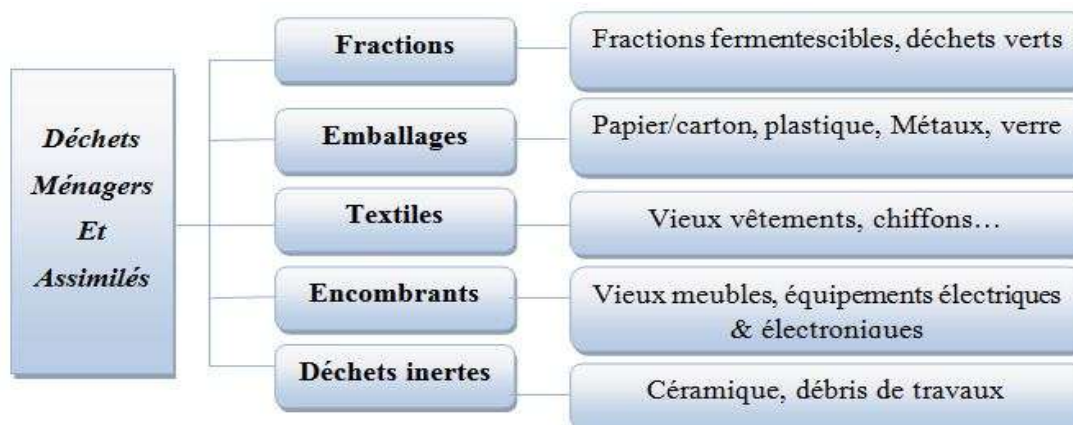 Déchets
Ménagers
Et
Assimilés
Fractions
Fractions fermentescibles, déchets verts
Emballages
Papier/carton, plastique, Métaux, verre
Textiles
Vieux vêtements, chiffons…
Encombrants
Vieux meubles, équipements électriques
& électroniques
Déchets inertes
Céramique, débris de travaux